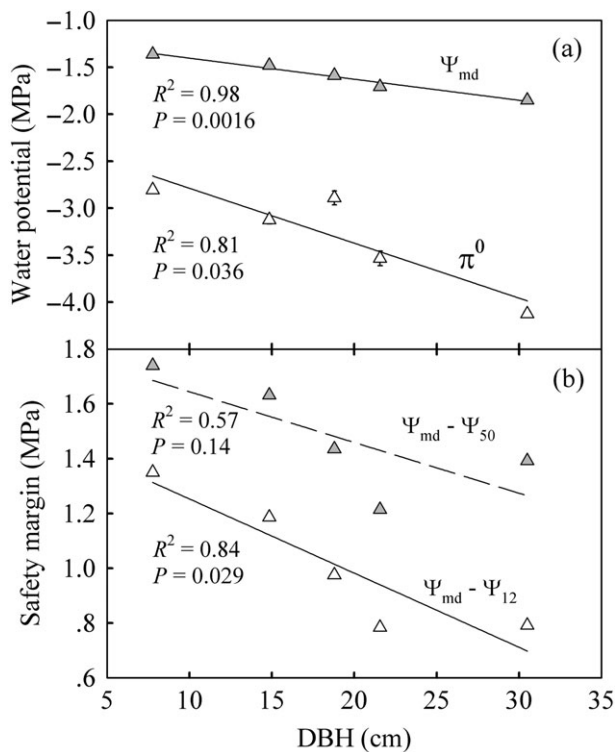 −1.0
(a)
Ψmd
−1.5
R² = 0.98
−2.0
P = 0.0016
−2.5
−3.0
R² = 0.81
−3.5
P = 0.036
π⁰
−4.0
Water potential (MPa)
1.8
(b)
1.6
R² = 0.57
Ψmd - Ψ50
P = 0.14
1.4
1.2
R² = 0.84
1.0
P = 0.029
Ψmd - Ψ12
.8
.6
Safety margin (MPa)
5 10 15 20 25 30 35
DBH (cm)